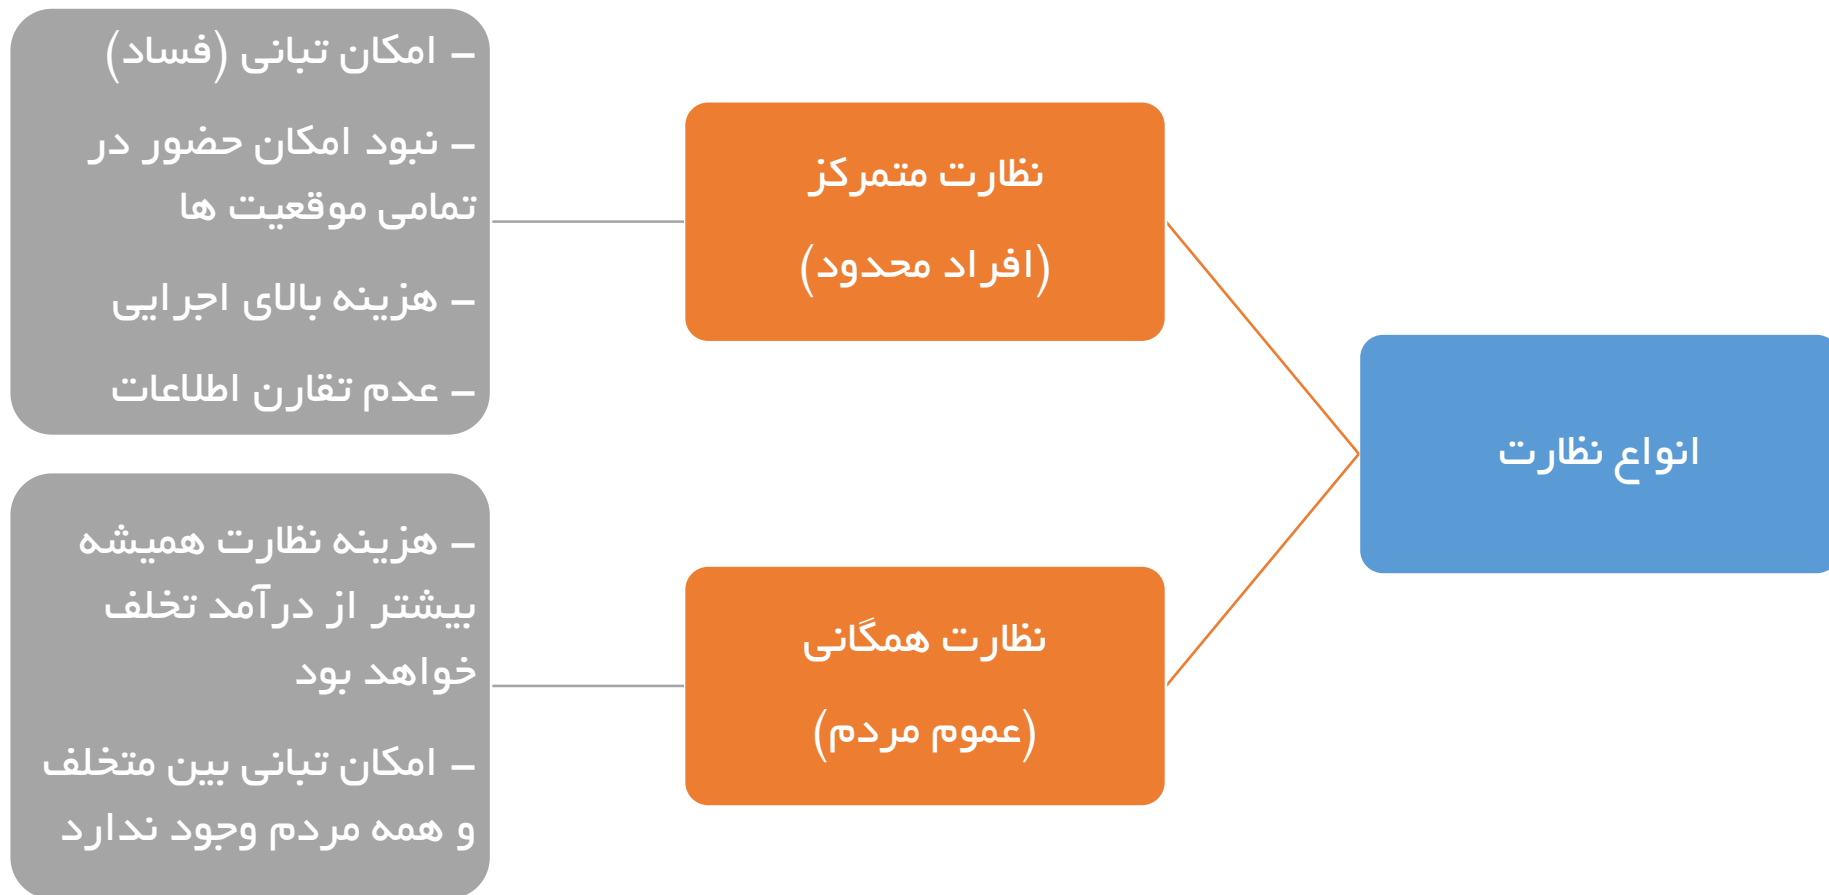 انواع نظارت
نظارت متمرکز
(افراد محدود)
– امکان تبانی (فساد)
– نبود امکان حضور در
تمامی موقعیت ها
– هزینه بالای اجرایی
– عدم تقارن اطلاعات
نظارت همگانی
(عموم مردم)
– هزینه نظارت همیشه
بیشتر از درآمد تخلف
خواهد بود
– امکان تبانی بین متخلف
و همه مردم وجود ندارد